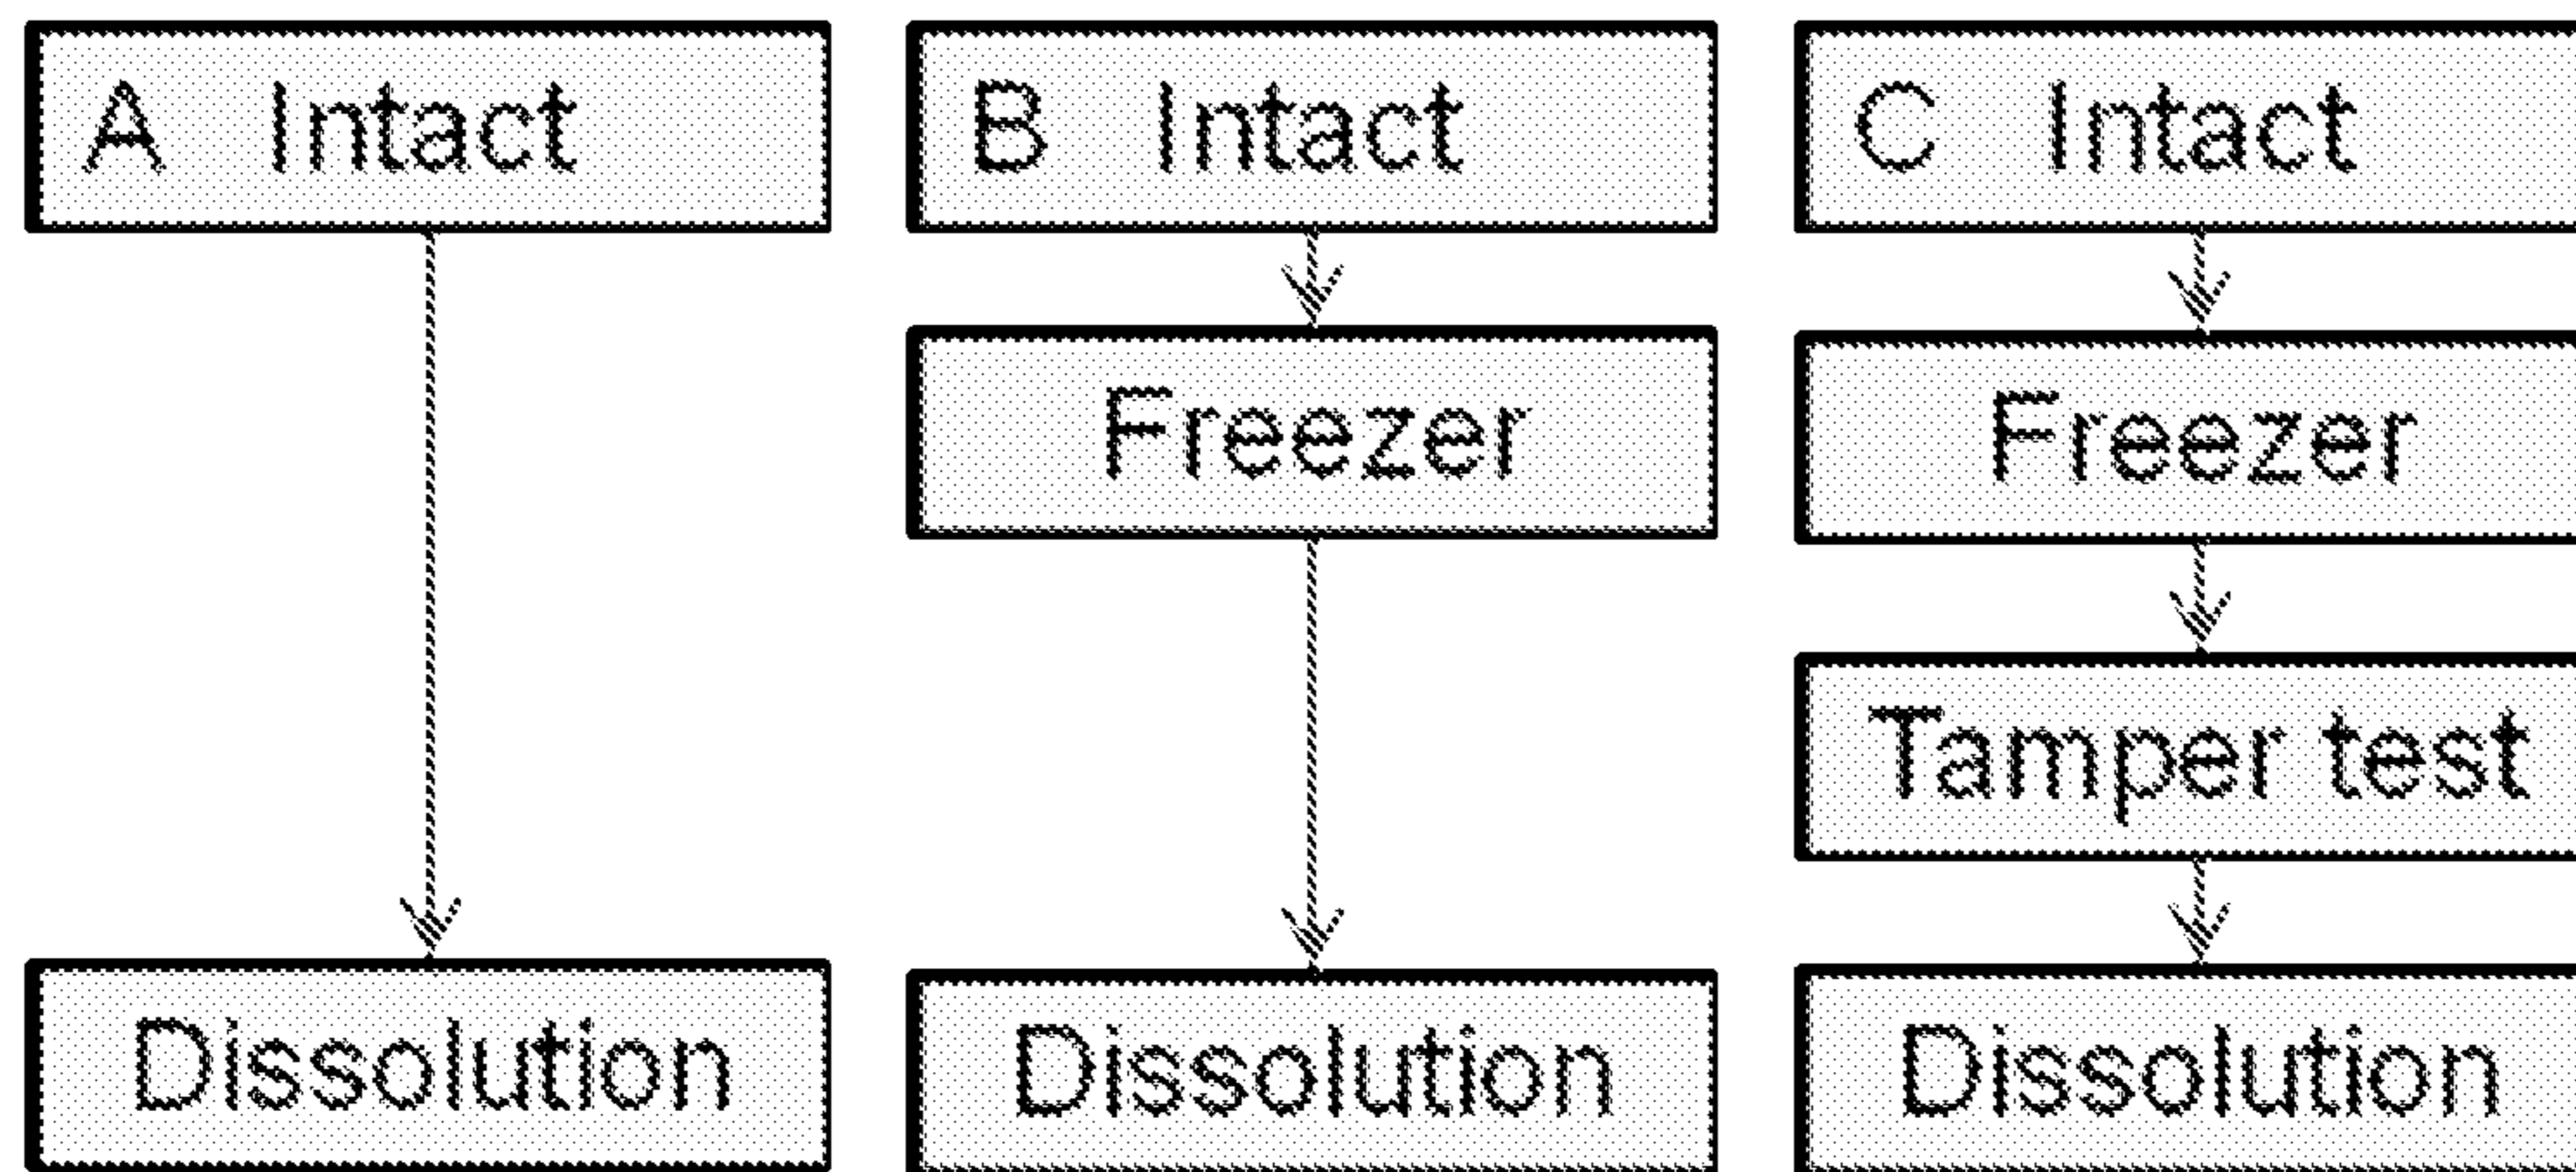 A Intact
B Intact
C Intact
Freezer
Freezer
Tamper test
Dissolution
Dissolution
Dissolution